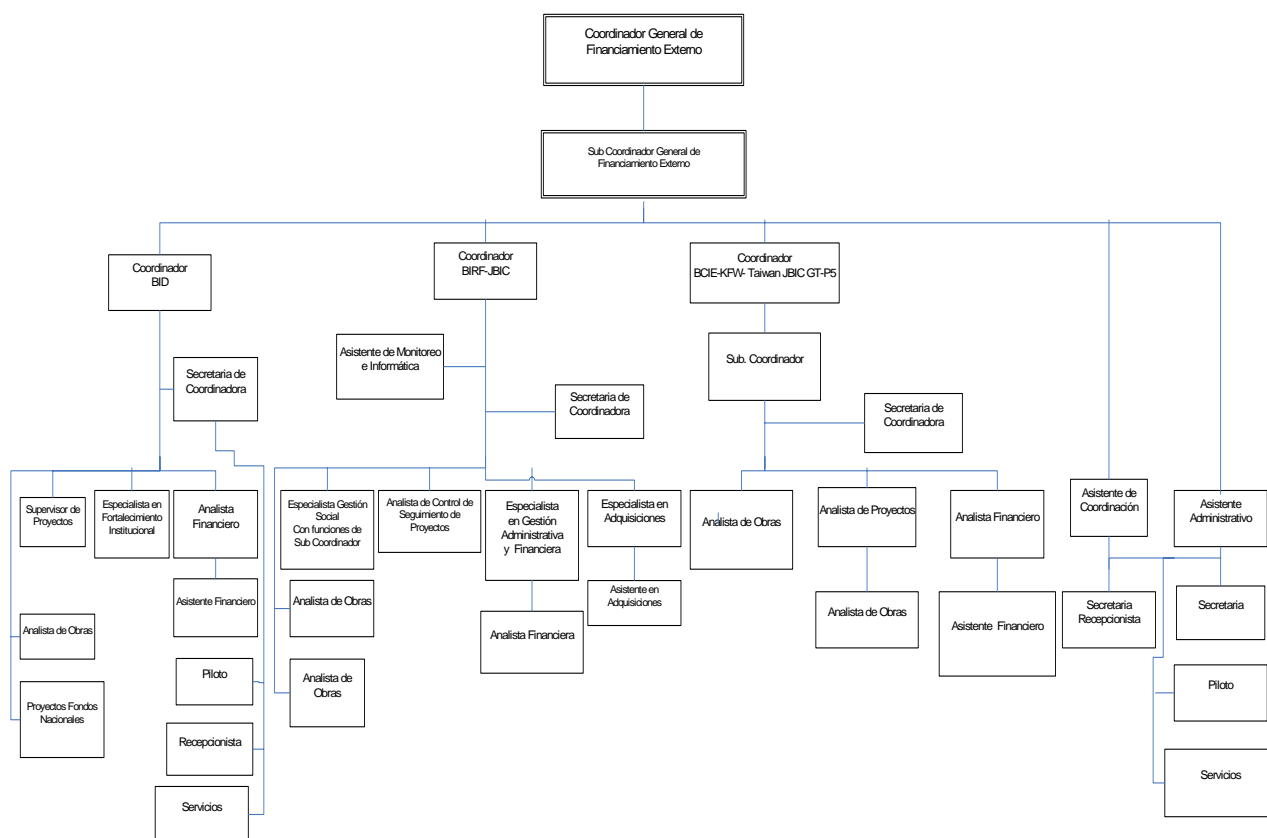 Coordinador General de
Financiamiento Externo
Sub Coordinador General de
Financiamiento Externo
Coordinador
BID
Coordinador
BIRF-JBIC
Coordinador
BCIE-KFW- Taiwan JBIC GT-P5
Asistente de Monitoreo
e Informática
Sub. Coordinador
Secretaria de
Coordinadora
Secretaria de
Coordinadora
Secretaria de
Coordinadora
Supervisor de
Proyectos
Especialista en
Fortalecimiento
Institucional
Analista
Financiero
Especialista Gestión
Social
Con funciones de
Sub Coordinador
Analista de Control de
Seguimiento de
Proyectos
Especialista
en Gestión
Administrativa
y Financiera
Especialista
en Adquisiciones
Analista de Obras
Analista de Proyectos
Analista Financiero
Asistente de
Coordinación
Asistente
Administrativo
Asistente Financiero
Analista de Obras
Asistente en
Adquisiciones
Analista de Obras
Asistente Financiero
Secretaria
Recepcionista
Secretaria
Analista de Obras
Analista Financiera
Piloto
Analista de
Obras
Piloto
Proyectos Fondos
Nacionales
Recepcionista
Servicios
Servicios